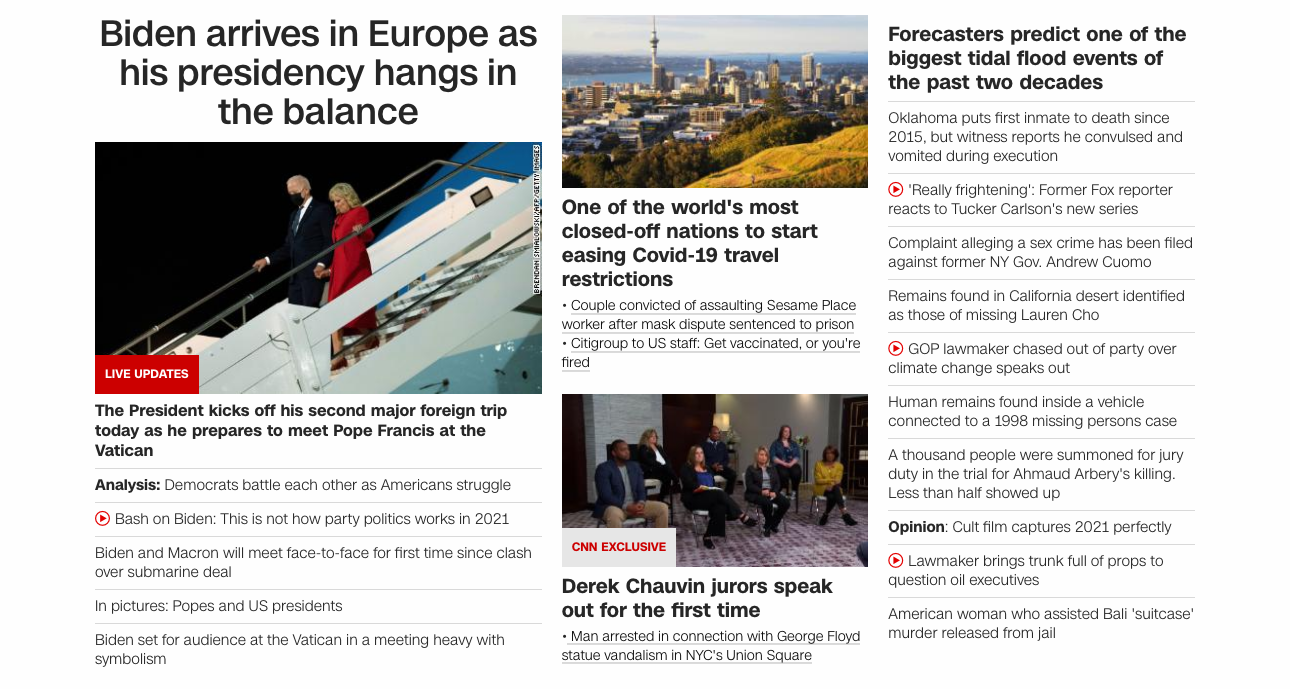 Biden arrives in Europe as
his presidency hangs in
the balance
BRENDAN SMIALOWSKI/AFP/GETTY IMAGES
LIVE UPDATES
The President kicks off his second major foreign trip
today as he prepares to meet Pope Francis at the
Vatican
Analysis: Democrats battle each other as Americans struggle
Bash on Biden: This is not how party politics works in 2021
Biden and Macron will meet face-to-face for first time since clash
over submarine deal
In pictures: Popes and US presidents
Biden set for audience at the Vatican in a meeting heavy with
symbolism
One of the world's most
closed-off nations to start
easing Covid-19 travel
restrictions
• Couple convicted of assaulting Sesame Place
worker after mask dispute sentenced to prison
• Citigroup to US staff: Get vaccinated, or you're
fired
CNN EXCLUSIVE
Derek Chauvin jurors speak
out for the first time
• Man arrested in connection with George Floyd
statue vandalism in NYC's Union Square
Forecasters predict one of the
biggest tidal flood events of
the past two decades
Oklahoma puts first inmate to death since
2015, but witness reports he convulsed and
vomited during execution
'Really frightening': Former Fox reporter
reacts to Tucker Carlson's new series
Complaint alleging a sex crime has been filed
against former NY Gov. Andrew Cuomo
Remains found in California desert identified
as those of missing Lauren Cho
GOP lawmaker chased out of party over
climate change speaks out
Human remains found inside a vehicle
connected to a 1998 missing persons case
A thousand people were summoned for jury
duty in the trial for Ahmaud Arbery's killing.
Less than half showed up
Opinion: Cult film captures 2021 perfectly
Lawmaker brings trunk full of props to
question oil executives
American woman who assisted Bali 'suitcase'
murder released from jail